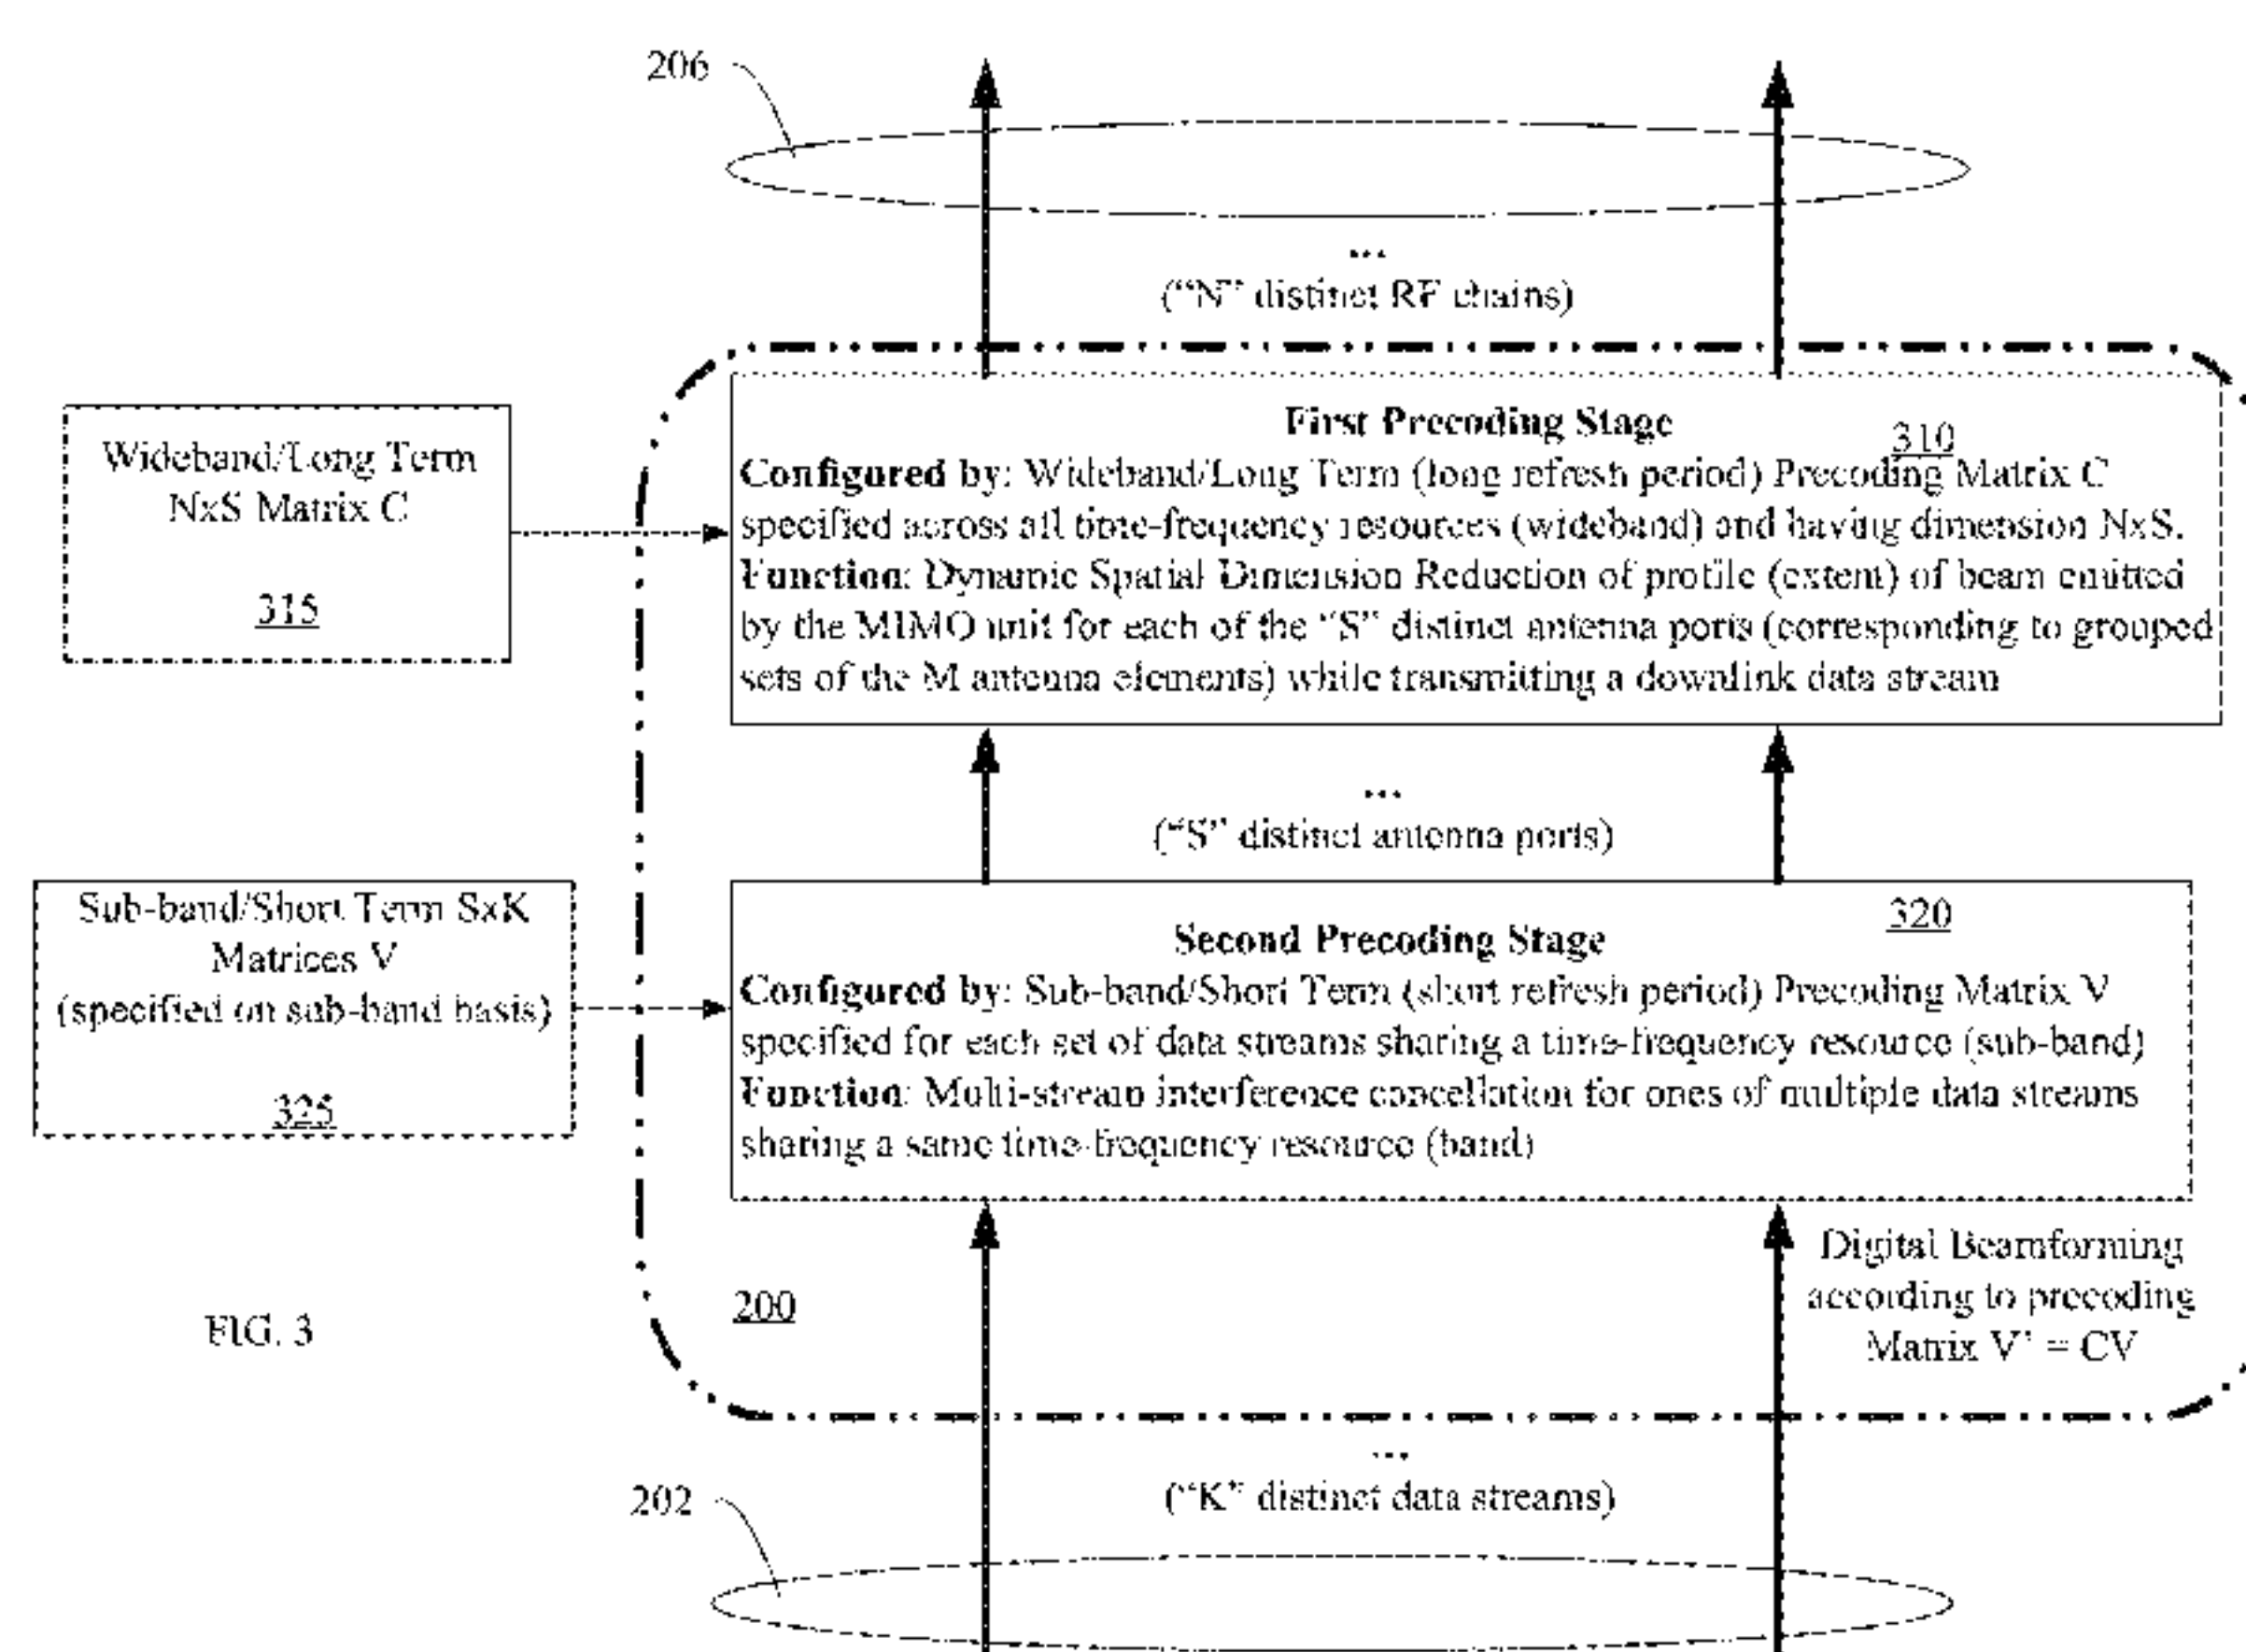 206
...
("N" distinct RF chains)
First Precoding Stage
310
Configured by: Wideband/Long Term (long refresh period) Precoding Matrix C
specified across all time-frequency resources (wideband) and having dimension NxS.
Function: Dynamic Spatial Dimension Reduction of profile (extent) of beam emitted
by the MIMO unit for each of the "S" distinct antenna ports (corresponding to grouped
sets of the M antenna elements) while transmitting a downlink data stream
Wideband/Long Term
NxS Matrix C
315
...
("S" distinct antenna ports)
Sub-band/Short Term SxK
Matrices V
(specified on sub-band basis)
325
320
Second Precoding Stage
Configured by: Sub-band/Short Term (short refresh period) Precoding Matrix V
specified for each set of data streams sharing a time-frequency resource (sub-band)
Function: Multi-stream interference cancellation for ones of multiple data streams
sharing a same time-frequency resource (band)
Digital Beamforming
according to precoding
Matrix V' = CV
200
FIG. 3
...
("K" distinct data streams)
202